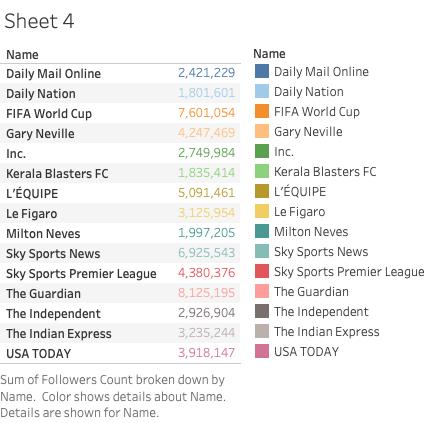 Sheet 4
Name
Daily Mail Online 2,421,229
Daily Nation 1,801,601
FIFA World Cup 7,601,054
Gary Neville 4,247,469
Inc. 2,749,984
Kerala Blasters FC 1,835,414
L'ÉQUIPE 5,091,461
Le Figaro 3,125,954
Milton Neves 1,997,205
Sky Sports News 6,925,543
Sky Sports Premier League 4,380,376
The Guardian 8,125,195
The Independent 2,926,904
The Indian Express 3,235,244
USA TODAY 3,918,147
Sum of Followers Count broken down by
Name. Color shows details about Name.
Details are shown for Name.
Name
Daily Mail Online
Daily Nation
FIFA World Cup
Gary Neville
Inc.
Kerala Blasters FC
L'ÉQUIPE
Le Figaro
Milton Neves
Sky Sports News
Sky Sports Premier League
The Guardian
The Independent
The Indian Express
USA TODAY